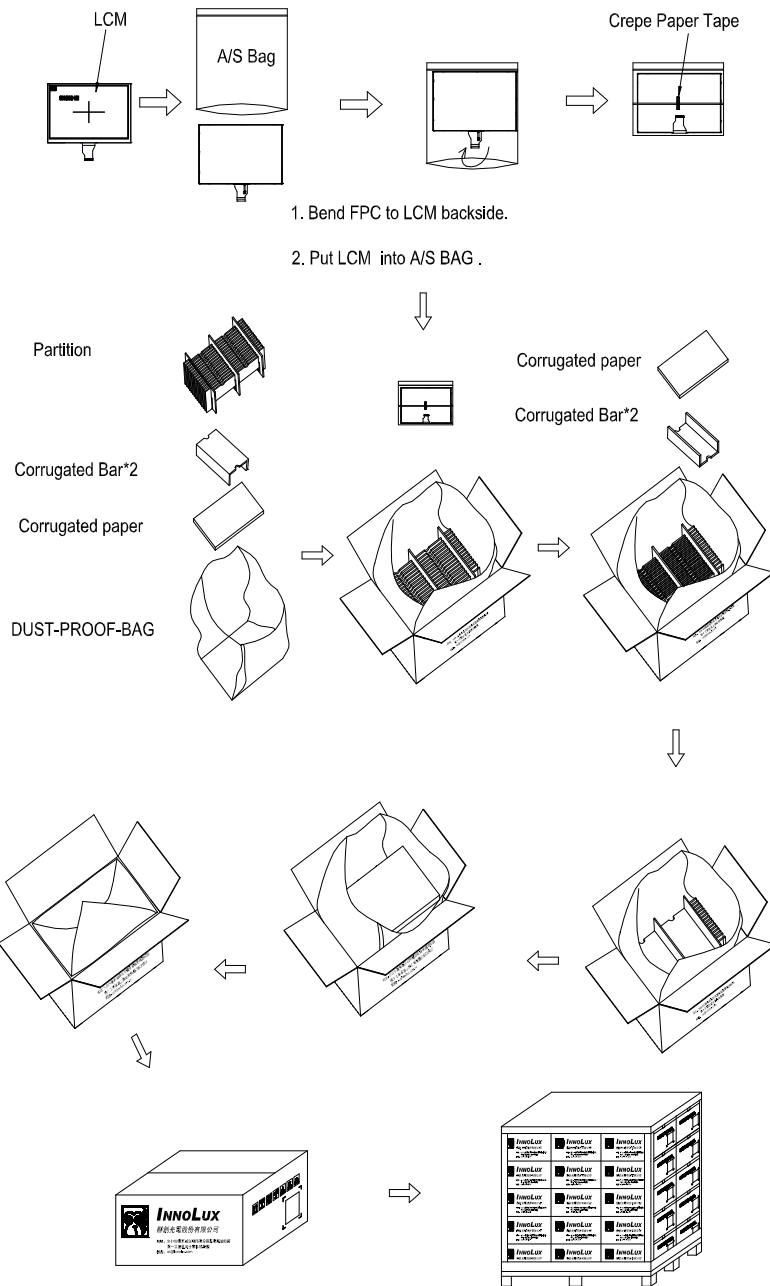 LCM
A/S Bag
Crepe Paper Tape
1. Bend FPC to LCM backside.
2. Put LCM into A/S BAG .
Partition
Corrugated Bar*2
Corrugated paper
DUST-PROOF-BAG
Corrugated paper
Corrugated Bar*2
INNOLUX
群創光電股份有限公司
INNOLUX INNOLUX INNOLUX
INNOLUX INNOLUX INNOLUX
INNOLUX INNOLUX INNOLUX
INNOLUX INNOLUX INNOLUX
INNOLUX INNOLUX INNOLUX